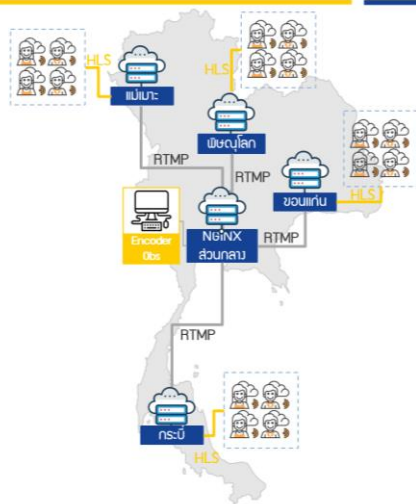 HLS
แม่เมาะ
HLS
พิษณุโลก
RTMP
RTMP
ขอนแก่น
HLS
Encoder
Obs
NGINX
ส่วนกลาง
RTMP
RTMP
กระบี่
HLS